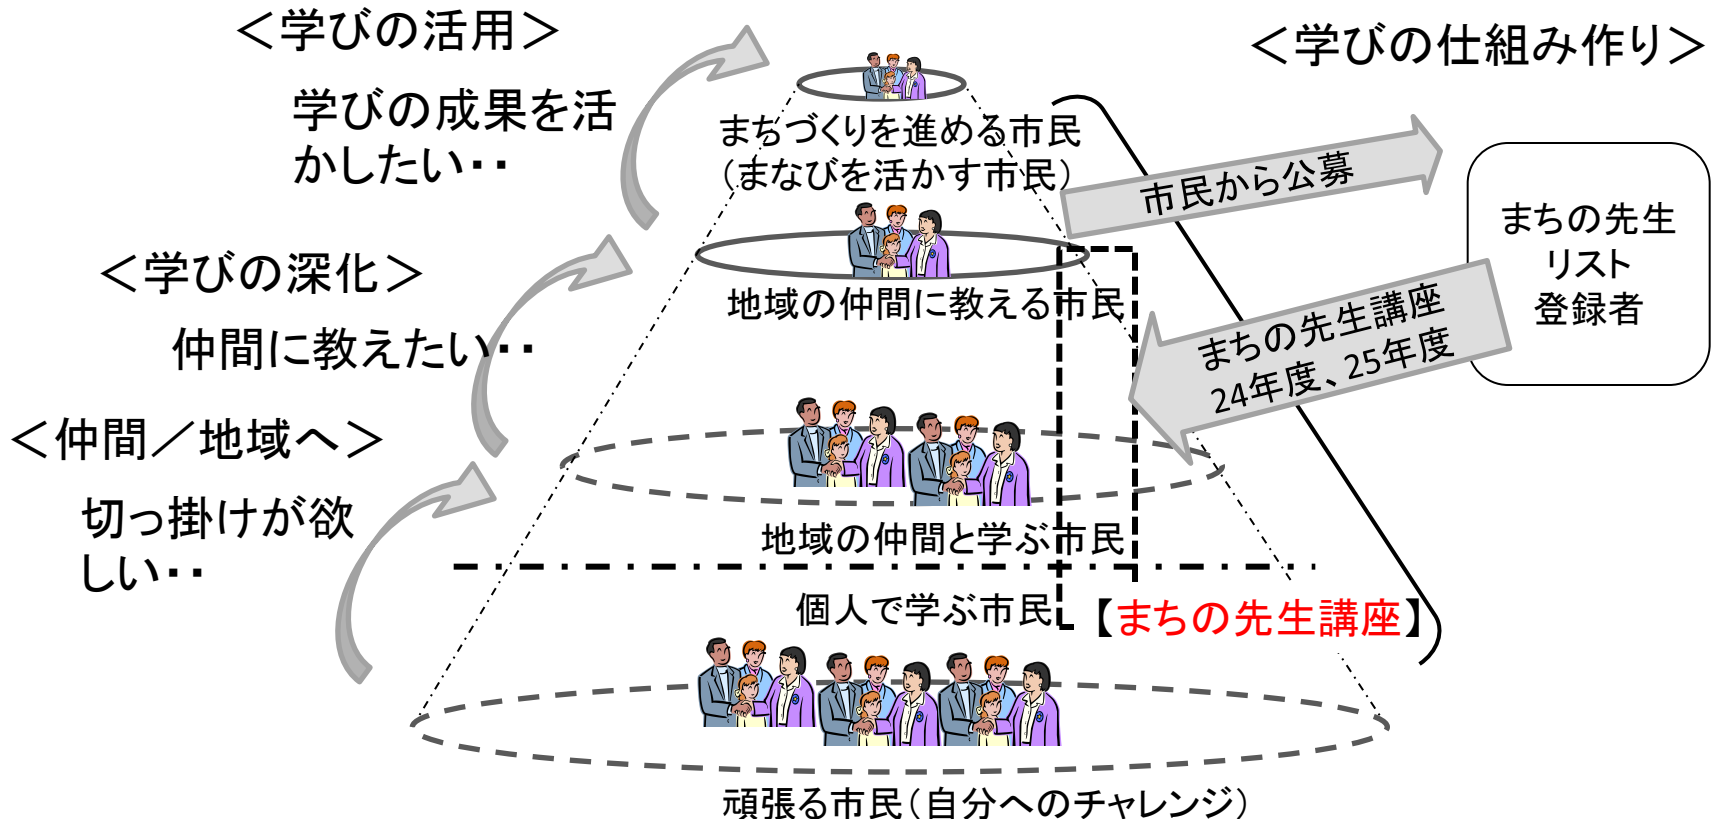 ＜学びの活用＞
学びの成果を活
かしたい・・
＜学びの深化＞
仲間に教えたい・・
＜仲間／地域へ＞
切っ掛けが欲
しい・・
まちづくりを進める市民
（まなびを活かす市民）
地域の仲間に教える市民
地域の仲間と学ぶ市民
個人で学ぶ市民
【まちの先生講座】
頑張る市民（自分へのチャレンジ）
＜学びの仕組み作り＞
市民から公募
まちの先生
リスト
登録者
まちの先生講座
24年度、25年度